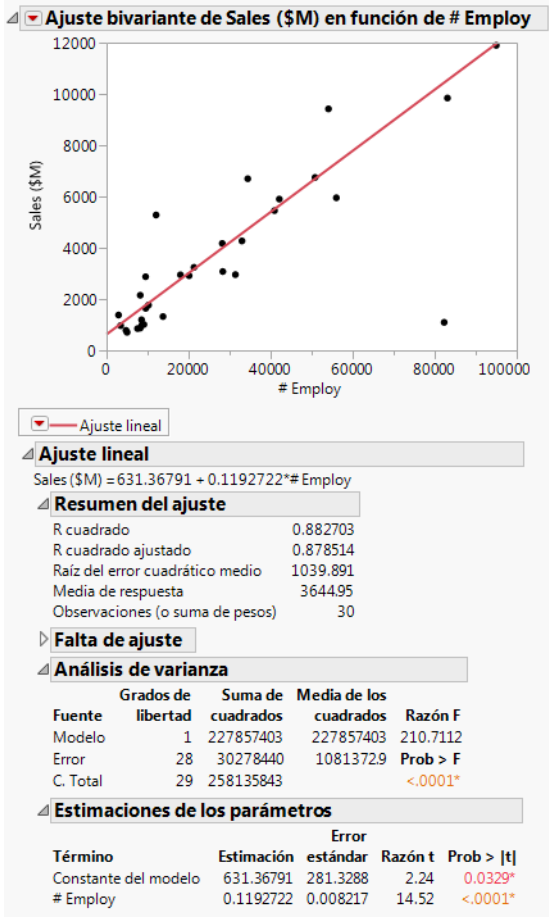 Ajuste bivariante de Sales ($M) en función de # Employ
12000
10000
8000
6000
4000
2000
0
Sales ($M)
0 20000 40000 60000 80000 100000
# Employ
Ajuste lineal
Ajuste lineal
Sales ($M) = 631.36791 + 0.1192722*# Employ
Resumen del ajuste
R cuadrado 0.882703
R cuadrado ajustado 0.878514
Raíz del error cuadrático medio 1039.891
Media de respuesta 3644.95
Observaciones (o suma de pesos) 30
Falta de ajuste
Análisis de varianza
Grados de Suma de Media de los
Fuente libertad cuadrados cuadrados Razón F
Modelo 1 227857403 227857403 210.7112
Error 28 30278440 1081372.9 Prob > F
C. Total 29 258135843 <.0001*
Estimaciones de los parámetros
Error
Término Estimación estándar Razón t Prob > |t|
Constante del modelo 631.36791 281.3288 2.24 0.0329*
# Employ 0.1192722 0.008217 14.52 <.0001*